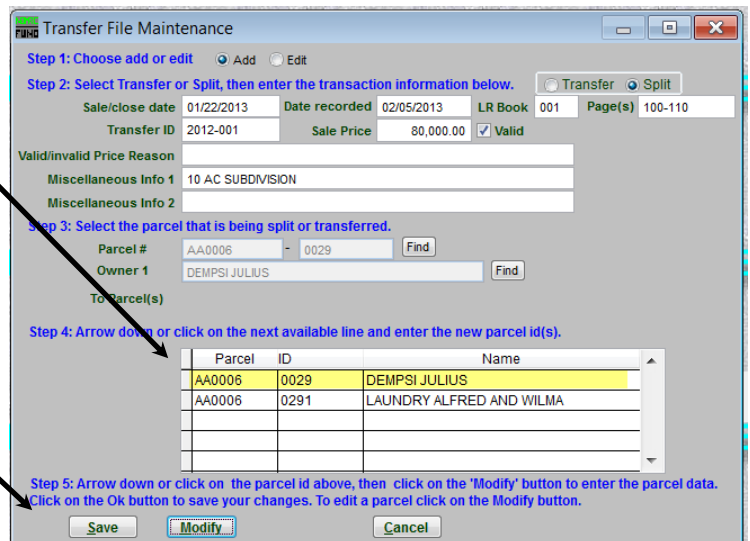 FUND Transfer File Maintenance
Step 1: Choose add or edit Add Edit
Step 2: Select Transfer or Split, then enter the transaction information below. Transfer Split
Sale/close date 01/22/2013 Date recorded 02/05/2013 LR Book 001 Page(s) 100-110
Transfer ID 2012-001 Sale Price 80,000.00 Valid
Valid/invalid Price Reason
Miscellaneous Info 1 10 AC SUBDIVISION
Miscellaneous Info 2
Step 3: Select the parcel that is being split or transferred.
Parcel # AA0006 - 0029 Find
Owner 1 DEMPSI JULIUS Find
To Parcel(s)
Step 4: Arrow down or click on the next available line and enter the new parcel id(s).
Parcel ID Name
AA0006 0029 DEMPSI JULIUS
AA0006 0291 LAUNDRY ALFRED AND WILMA
Step 5: Arrow down or click on the parcel id above, then click on the 'Modify' button to enter the parcel data.
Click on the Ok button to save your changes. To edit a parcel click on the Modify button.
Save Modify Cancel